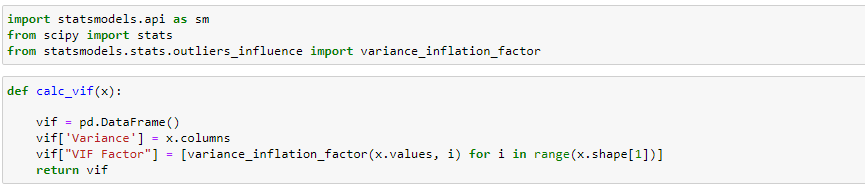 import statsmodels.api as sm
from scipy import stats
from statsmodels.stats.outliers_influence import variance_inflation_factor
def calc_vif(x):
vif = pd.DataFrame()
vif['Variance'] = x.columns
vif["VIF Factor"] = [variance_inflation_factor(x.values, i) for i in range(x.shape[1])]
return vif